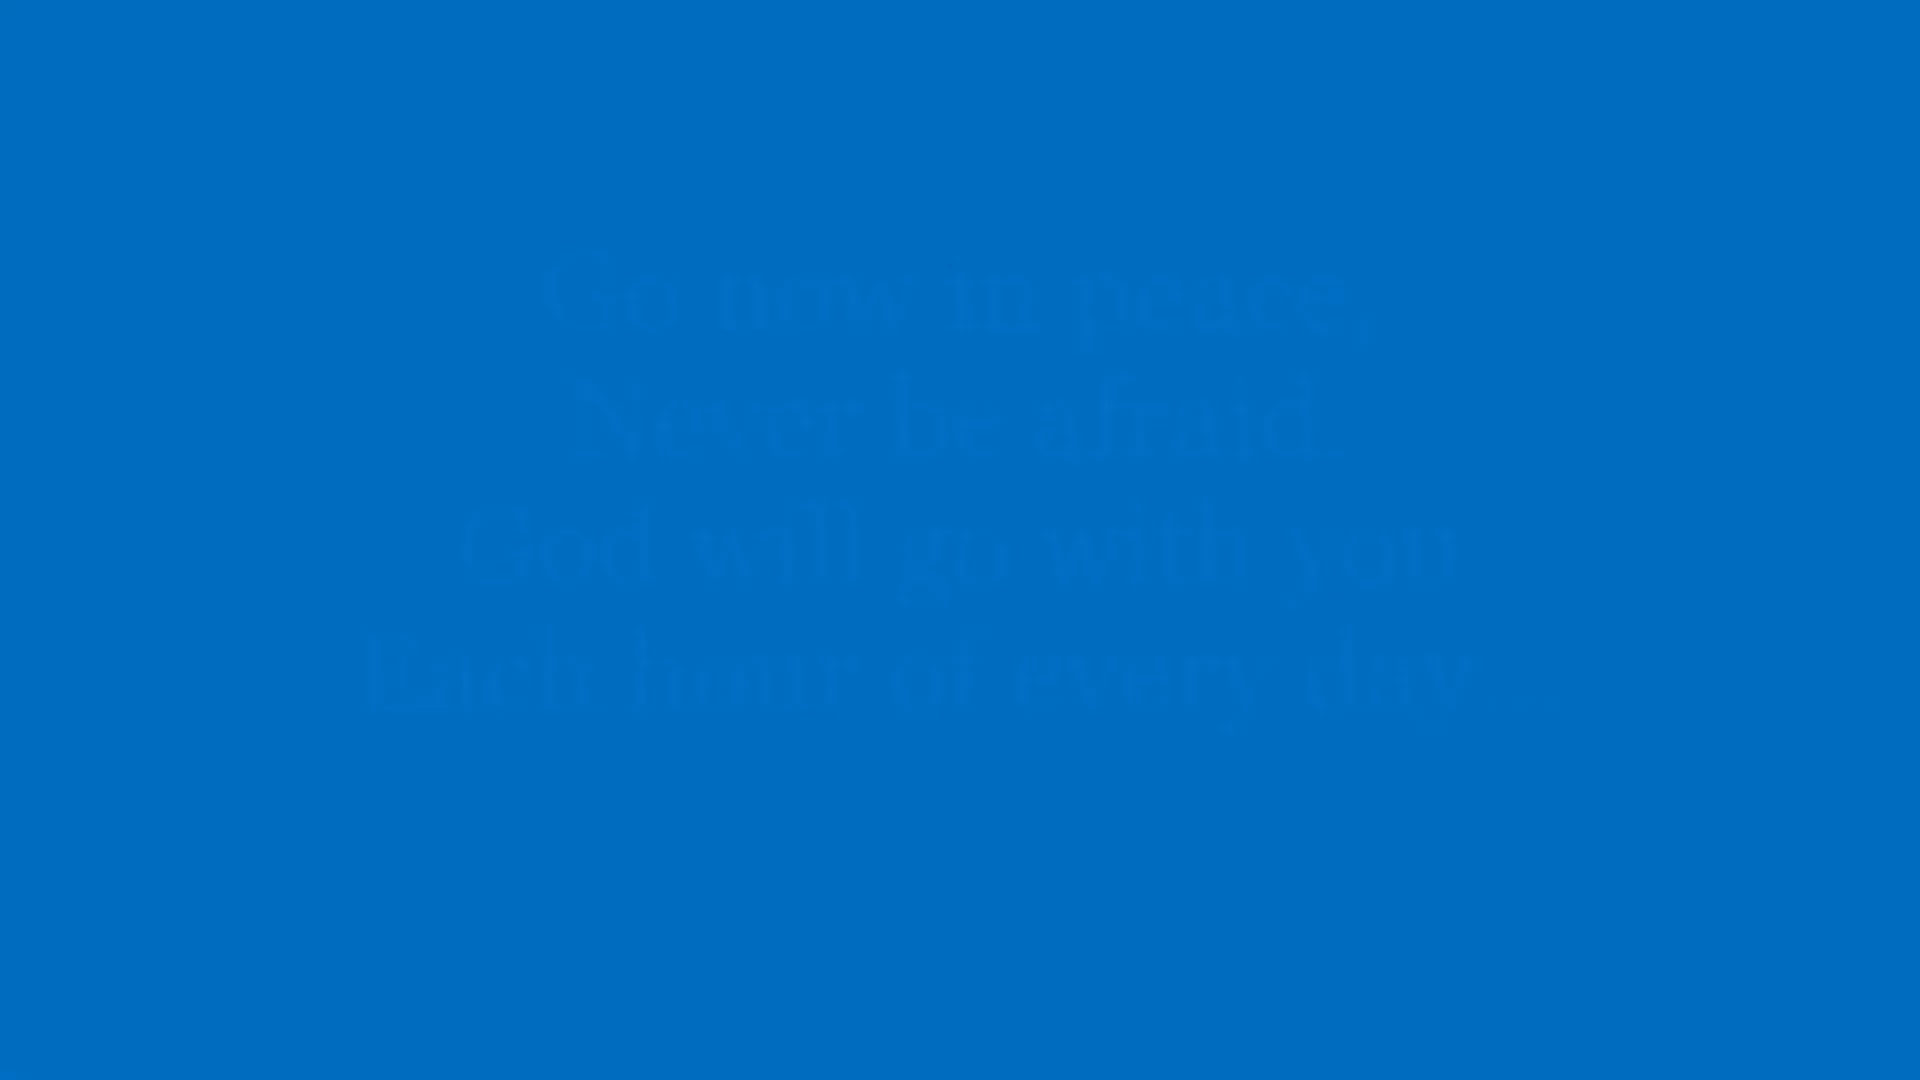 Go now in peace,
Never be afraid.
God will go with you
Each hour of every day...